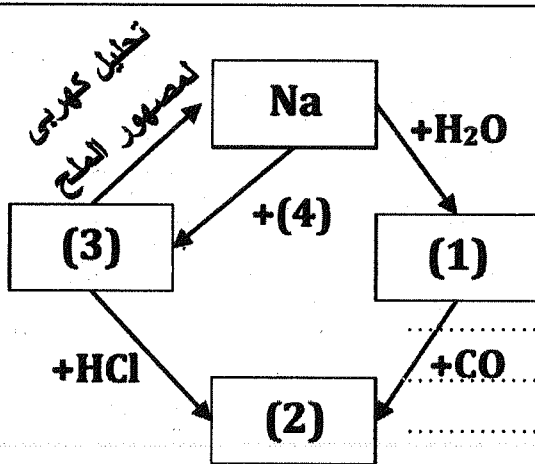 تحليل كهربى
لمصهور الملح
Na
+H₂O
+(4)
(3)
(1)
+HCl
+CO
(2)